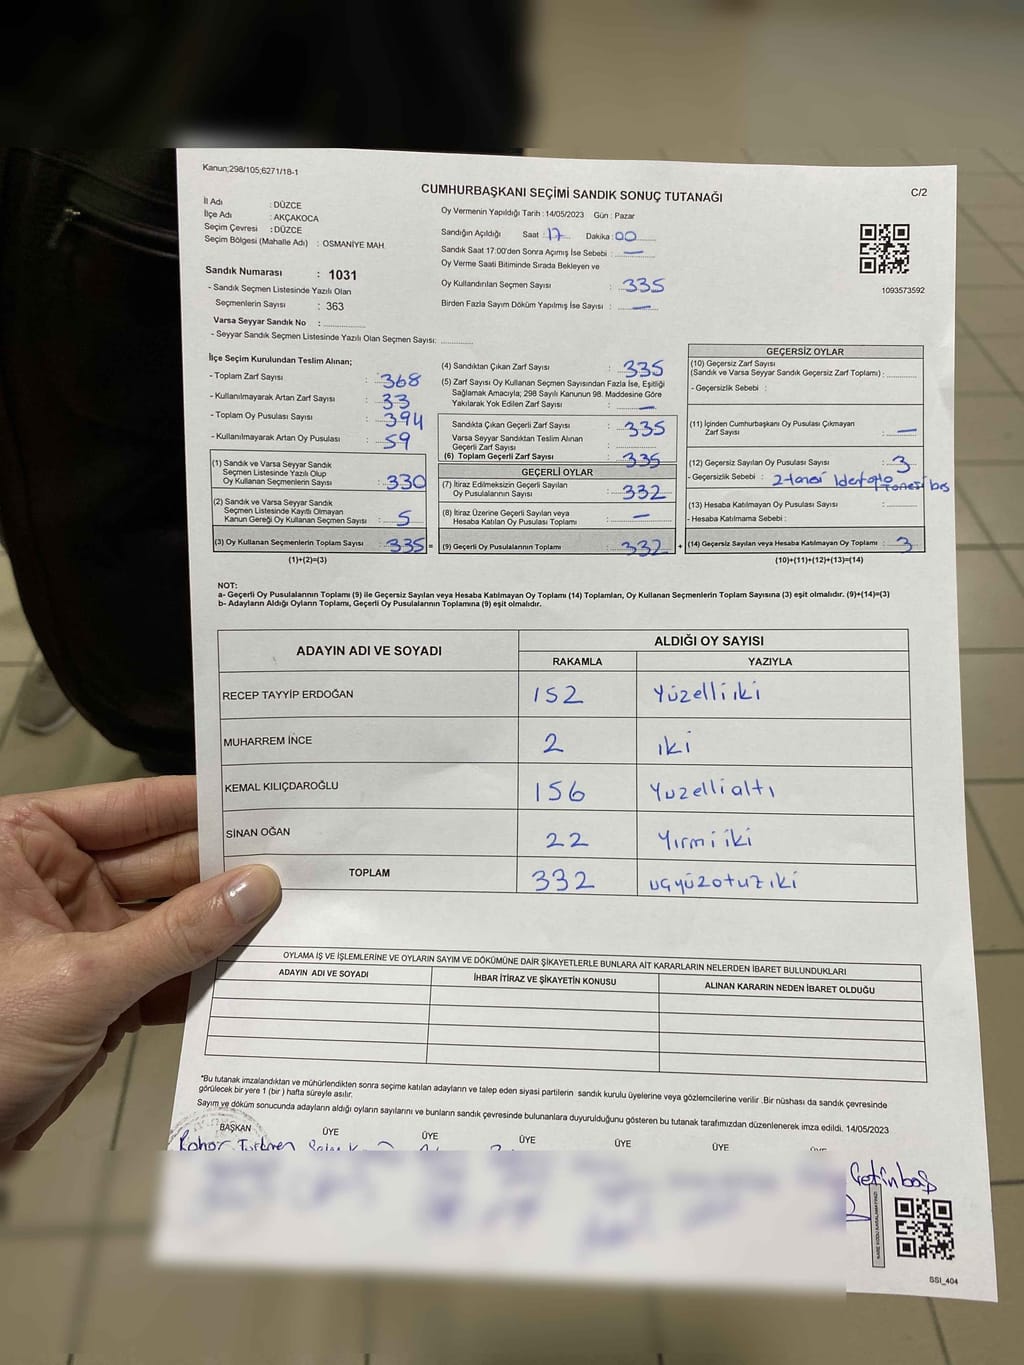 Kanun;298/105;6271/18-1
CUMHURBAŞKANI SEÇİMİ SANDIK SONUÇ TUTANAĞI
C/2
İl Adı : DÜZCE
İlçe Adı : AKÇAKOCA
Seçim Çevresi : DÜZCE
Seçim Bölgesi (Mahalle Adı) : OSMANİYE MAH.
Sandık Numarası : 1031
- Sandık Seçmen Listesinde Yazılı Olan
Seçmenlerin Sayısı : 363
Varsa Seyyar Sandık No :
- Seyyar Sandık Seçmen Listesinde Yazılı Olan Seçmen Sayısı:
Oy Vermenin Yapıldığı Tarih : 14/05/2023 Gün : Pazar
Sandığın Açıldığı Saat : 17 Dakika : 00
Sandık Saat 17:00'den Sonra Açımış İse Sebebi : —
Oy Verme Saati Bitiminde Sırada Bekleyen ve
Oy Kullandırılan Seçmen Sayısı : 335
Birden Fazla Sayım Döküm Yapılmış İse Sayısı : —
1093573592
İlçe Seçim Kurulundan Teslim Alınan;
- Toplam Zarf Sayısı : 368
- Kullanılmayarak Artan Zarf Sayısı : 33
- Toplam Oy Pusulası Sayısı : 394
- Kullanılmayarak Artan Oy Pusulası : 59
(1) Sandık ve Varsa Seyyar Sandık
Seçmen Listesinde Yazılı Olup
Oy Kullanan Seçmenlerin Sayısı : 330
(2) Sandık ve Varsa Seyyar Sandık
Seçmen Listesinde Kayıtlı Olmayan
Kanun Gereği Oy Kullanan Seçmen Sayısı : 5
(3) Oy Kullanan Seçmenlerin Toplam Sayısı : 335 =
(1)+(2)=(3)
(4) Sandıktan Çıkan Zarf Sayısı : 335
(5) Zarf Sayısı Oy Kullanan Seçmen Sayısından Fazla İse, Eşitliği
Sağlamak Amacıyla; 298 Sayılı Kanunun 98. Maddesine Göre
Yakılarak Yok Edilen Zarf Sayısı : —
Sandıkta Çıkan Geçerli Zarf Sayısı : 335
Varsa Seyyar Sandıktan Teslim Alınan
Geçerli Zarf Sayısı :
(6) Toplam Geçerli Zarf Sayısı : 335
GEÇERLİ OYLAR
(7) İtiraz Edilmeksizin Geçerli Sayılan
Oy Pusulalarının Sayısı : 332
(8) İtiraz Üzerine Geçerli Sayılan veya
Hesaba Katılan Oy Pusulası Toplamı : —
(9) Geçerli Oy Pusulalarının Toplamı : 332 +
GEÇERSİZ OYLAR
(10) Geçersiz Zarf Sayısı
(Sandık ve Varsa Seyyar Sandık Geçersiz Zarf Toplamı) :
- Geçersizlik Sebebi :
(11) İçinden Cumhurbaşkanı Oy Pusulası Çıkmayan
Zarf Sayısı : —
(12) Geçersiz Sayılan Oy Pusulası Sayısı : 3
- Geçersizlik Sebebi : 2 tanesi
(13) Hesaba Katılmayan Oy Pusulası Sayısı :
- Hesaba Katılmama Sebebi :
(14) Geçersiz Sayılan veya Hesaba Katılmayan Oy Toplamı : 3
(10)+(11)+(12)+(13)=(14)
NOT:
a- Geçerli Oy Pusulalarının Toplamı (9) ile Geçersiz Sayılan veya Hesaba Katılmayan Oy Toplamı (14) Toplamları, Oy Kullanan Seçmenlerin Toplam Sayısına (3) eşit olmalıdır. (9)+(14)=(3)
b- Adayların Aldığı Oyların Toplamı, Geçerli Oy Pusulalarının Toplamına (9) eşit olmalıdır.
ADAYIN ADI VE SOYADI ALDIĞI OY SAYISI
RAKAMLA YAZIYLA
RECEP TAYYİP ERDOĞAN 152 Yüzelliiki
MUHARREM İNCE 2 iki
KEMAL KILIÇDAROĞLU 156 Yuzellialtı
SİNAN OĞAN 22 Yırmiiki
TOPLAM 332 uçyüzotuziki
OYLAMA İŞ VE İŞLEMLERİNE VE OYLARIN SAYIM VE DÖKÜMÜNE DAİR ŞİKAYETLERLE BUNLARA AİT KARARLARIN NELERDEN İBARET BULUNDUKLARI
ADAYIN ADI VE SOYADI İHBAR İTİRAZ VE ŞİKAYETİN KONUSU ALINAN KARARIN NEDEN İBARET OLDUĞU
*Bu tutanak imzalandıktan ve mühürlendikten sonra seçime katılan adayların ve talep eden siyasi partilerin sandık kurulu üyelerine veya gözlemcilerine verilir .Bir nüshası da sandık çevresinde
görülecek bir yere 1 (bir ) hafta süreyle asılır.
Sayım ve döküm sonucunda adayların aldığı oyların sayılarını ve bunların sandık çevresinde bulunanlara duyurulduğunu gösteren bu tutanak tarafımızdan düzenlenerek imza edildi. 14/05/2023
BAŞKAN ÜYE ÜYE ÜYE ÜYE ÜYE
Türkmen
Çetinbaş
SSI_404